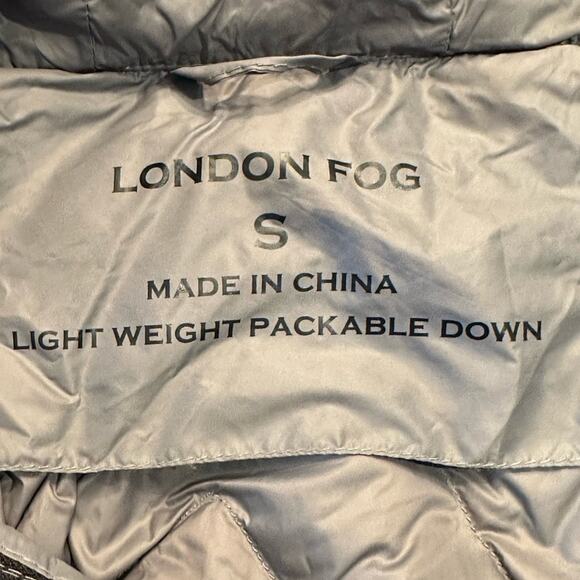 LONDON FOG
S
MADE IN CHINA
LIGHT WEIGHT PACKABLE DOWN